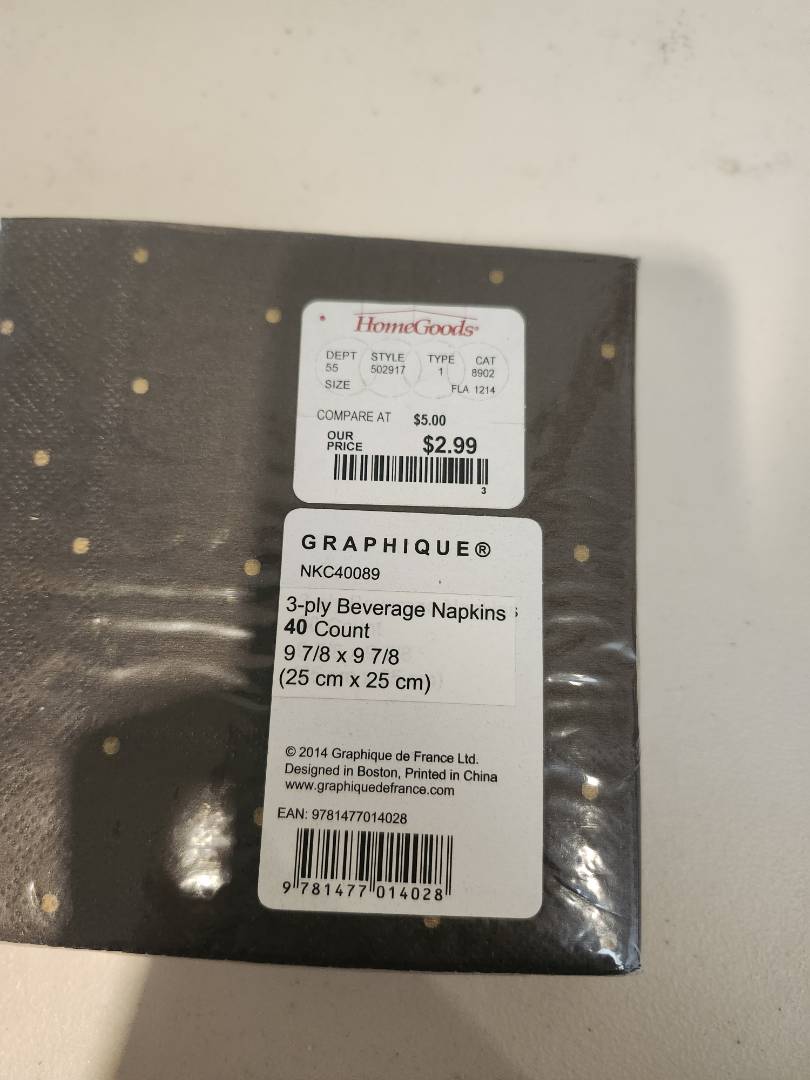 HomeGoods®
DEPT STYLE TYPE CAT
55 502917 1 8902
SIZE FLA 1214
COMPARE AT $5.00
OUR PRICE $2.99
3
GRAPHIQUE®
NKC40089
3-ply Beverage Napkins
40 Count
9 7/8 x 9 7/8
(25 cm x 25 cm)
© 2014 Graphique de France Ltd.
Designed in Boston, Printed in China
www.graphiquedefrance.com
EAN: 9781477014028
9 781477 014028